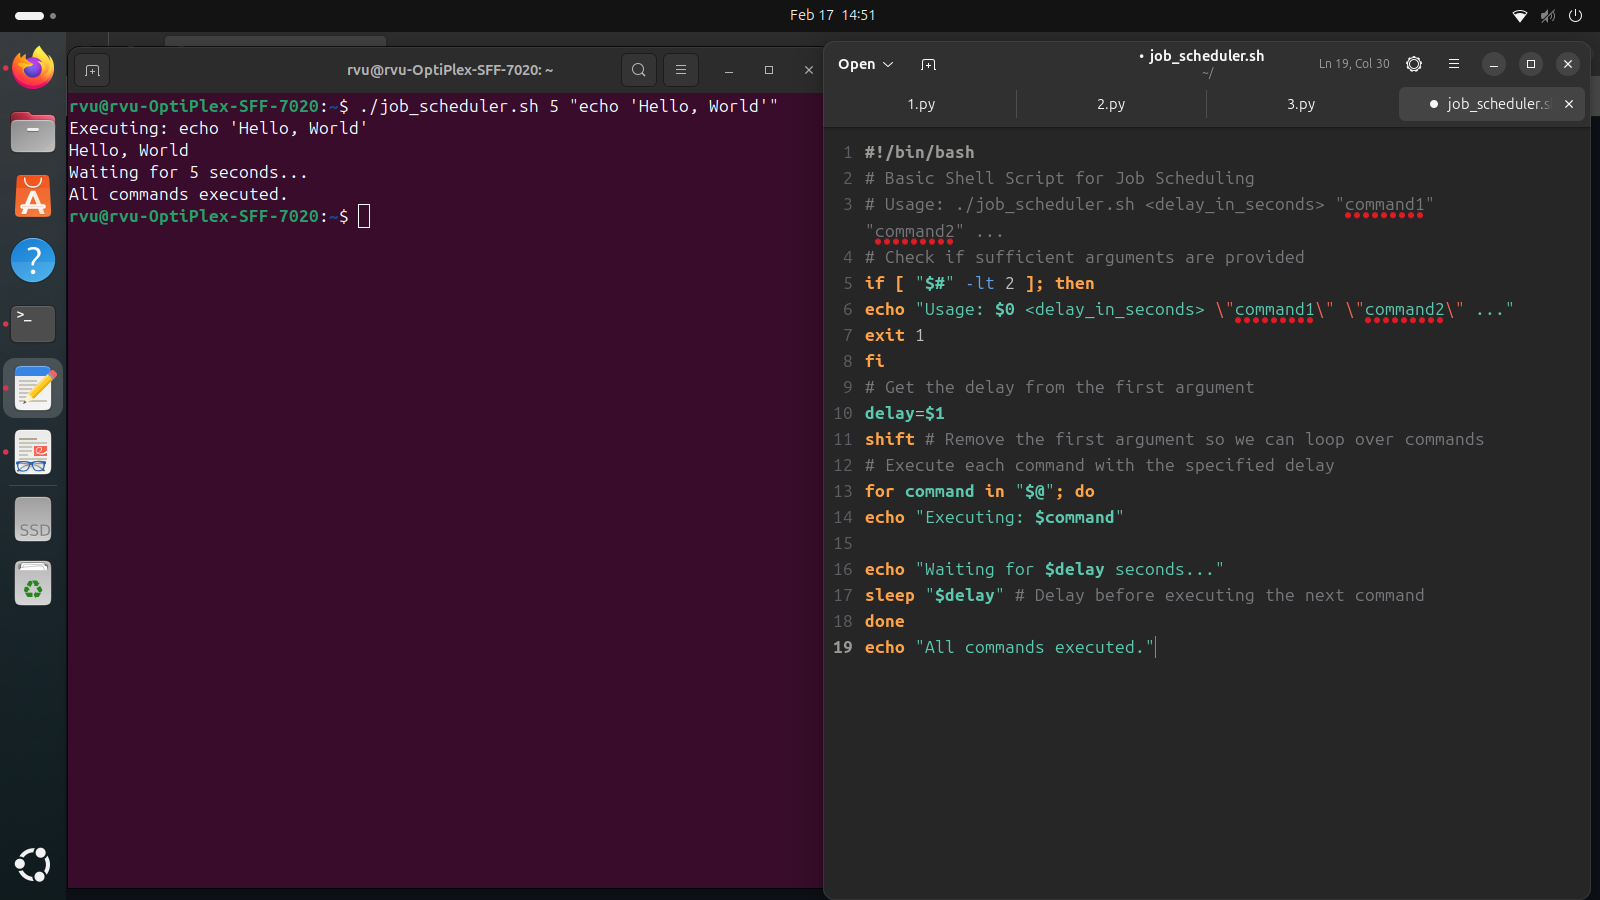 Feb 17 14:51
rvu@rvu-OptiPlex-SFF-7020: ~
rvu@rvu-OptiPlex-SFF-7020:~$ ./job_scheduler.sh 5 "echo 'Hello, World'"
Executing: echo 'Hello, World'
Hello, World
Waiting for 5 seconds...
All commands executed.
rvu@rvu-OptiPlex-SFF-7020:~$
>_
?
SSD
Open
• job_scheduler.sh
~/
Ln 19, Col 30
1.py 2.py 3.py • job_scheduler.s
1 #!/bin/bash
2 # Basic Shell Script for Job Scheduling
3 # Usage: ./job_scheduler.sh <delay_in_seconds> "command1"
"command2" ...
4 # Check if sufficient arguments are provided
5 if [ "$#" -lt 2 ]; then
6 echo "Usage: $0 <delay_in_seconds> \"command1\" \"command2\" ..."
7 exit 1
8 fi
9 # Get the delay from the first argument
10 delay=$1
11 shift # Remove the first argument so we can loop over commands
12 # Execute each command with the specified delay
13 for command in "$@"; do
14 echo "Executing: $command"
15
16 echo "Waiting for $delay seconds..."
17 sleep "$delay" # Delay before executing the next command
18 done
19 echo "All commands executed."